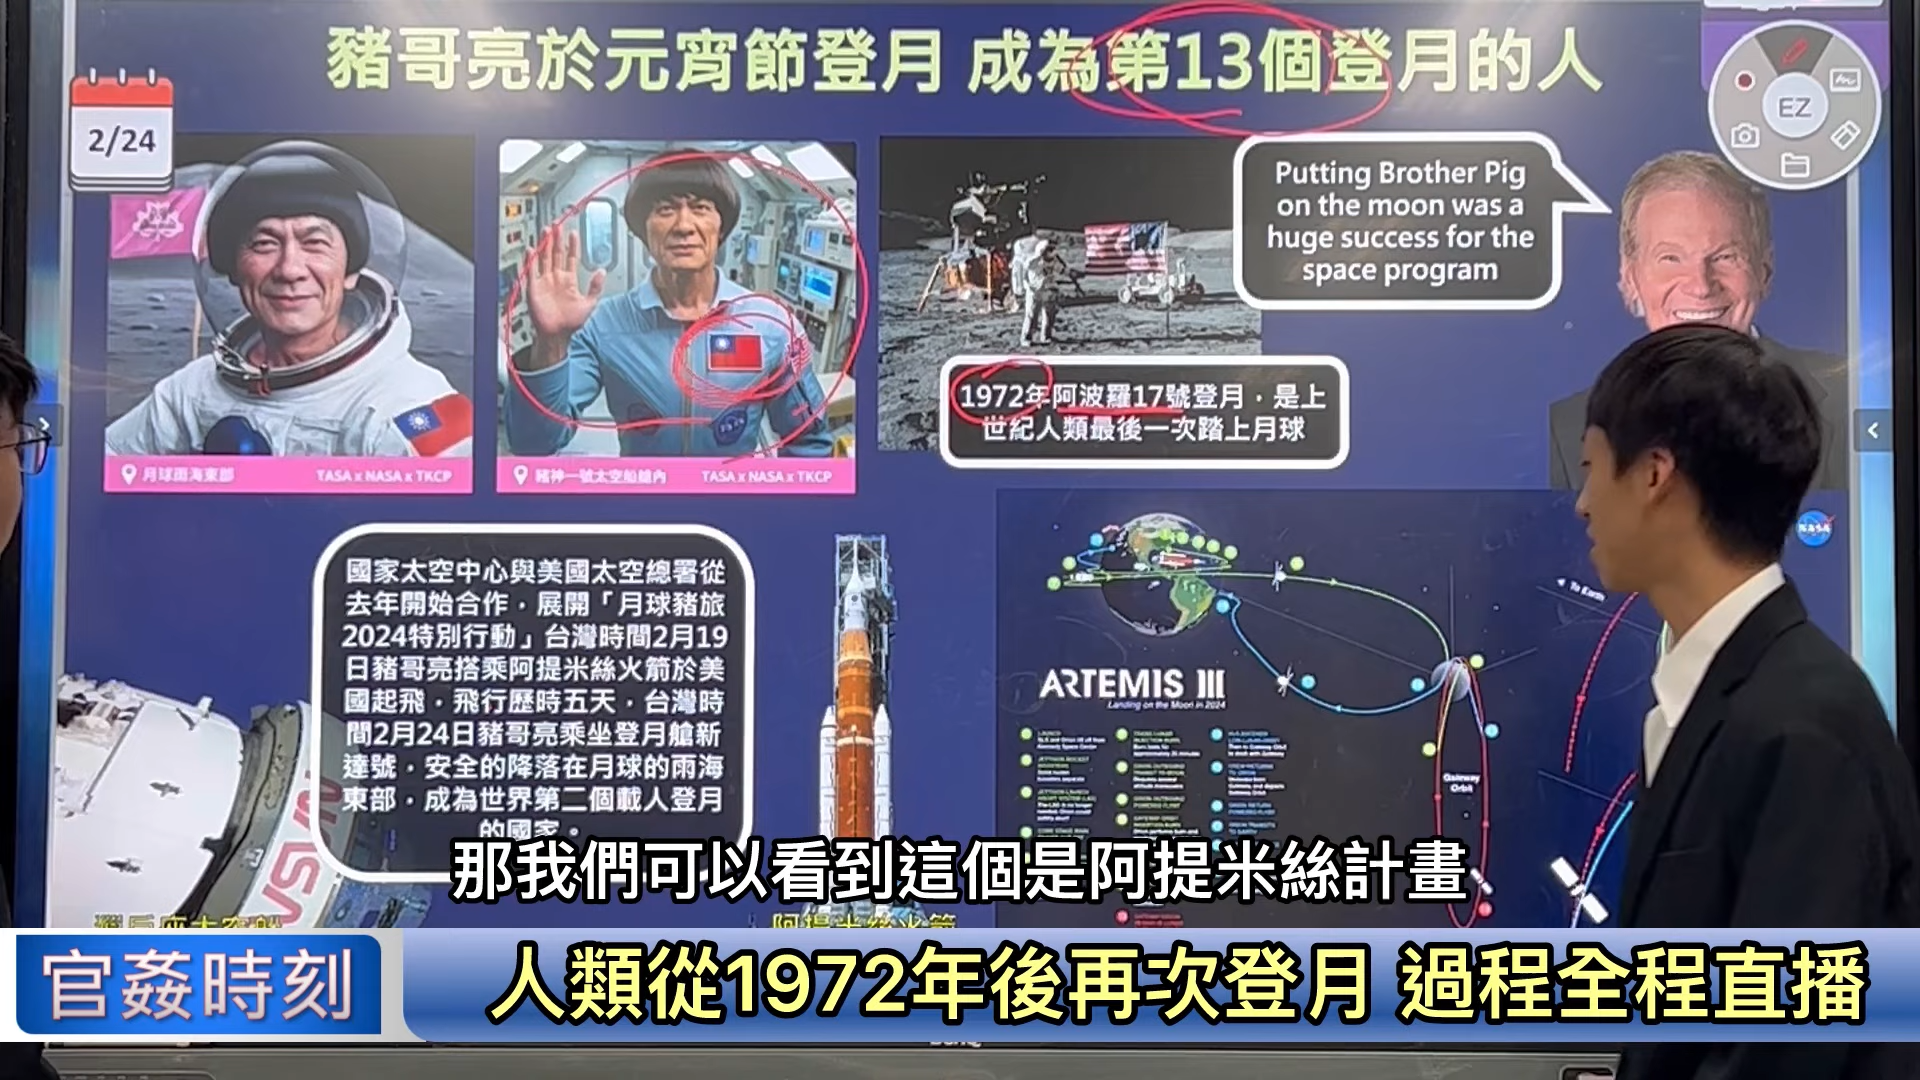 豬哥亮於元宵節登月 成為第13個登月的人
EZ
2/24
Putting Brother Pig
on the moon was a
huge success for the
space program
1972年阿波羅17號登月，是上
世紀人類最後一次踏上月球
月球雨海東部
TASA x NASA x TKCP
豬神一號太空船艙內
TASA x NASA x TKCP
國家太空中心與美國太空總署從
去年開始合作，展開「月球豬旅
2024特別行動」台灣時間2月19
日豬哥亮搭乘阿提米絲火箭於美
國起飛，飛行歷時五天，台灣時
間2月24日豬哥亮乘坐登月艙新
達號，安全的降落在月球的雨海
東部，成為世界第二個載人登月
的國家。
NASA
To Earth
ARTEMIS III
Landing on the Moon in 2024
Gateway
Orbit
NASA
阿提米絲火箭
那我們可以看到這個是阿提米絲計畫
官姦時刻
人類從1972年後再次登月 過程全程直播
BenQ